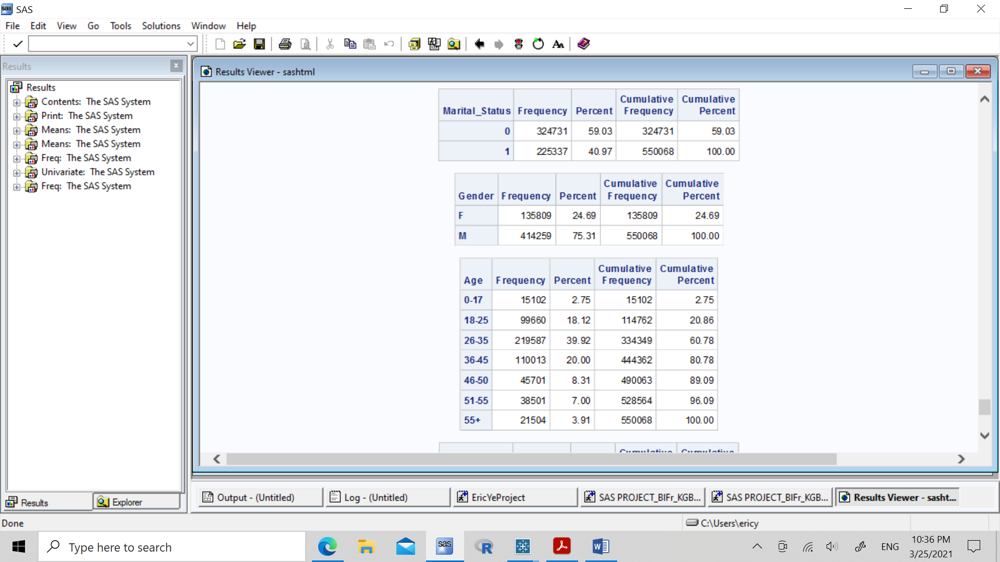 SAS
File Edit View Go Tools Solutions Window Help
Results
Results
Contents: The SAS System
Print: The SAS System
Means: The SAS System
Means: The SAS System
Freq: The SAS System
Univariate: The SAS System
Freq: The SAS System
Results Explorer
Results Viewer - sashtml
Marital_Status Frequency Percent Cumulative Frequency Cumulative Percent
0 324731 59.03 324731 59.03
1 225337 40.97 550068 100.00
Gender Frequency Percent Cumulative Frequency Cumulative Percent
F 135809 24.69 135809 24.69
M 414259 75.31 550068 100.00
Age Frequency Percent Cumulative Frequency Cumulative Percent
0-17 15102 2.75 15102 2.75
18-25 99660 18.12 114762 20.86
26-35 219587 39.92 334349 60.78
36-45 110013 20.00 444362 80.78
46-50 45701 8.31 490063 89.09
51-55 38501 7.00 528564 96.09
55+ 21504 3.91 550068 100.00
Cumulative Cumulative
Output - (Untitled) Log - (Untitled) EricYeProject SAS PROJECT_BIFr_KGB... SAS PROJECT_BIFr_KGB... Results Viewer - sasht...
Done C:\Users\ericy
Type here to search
ENG
10:36 PM
3/25/2021